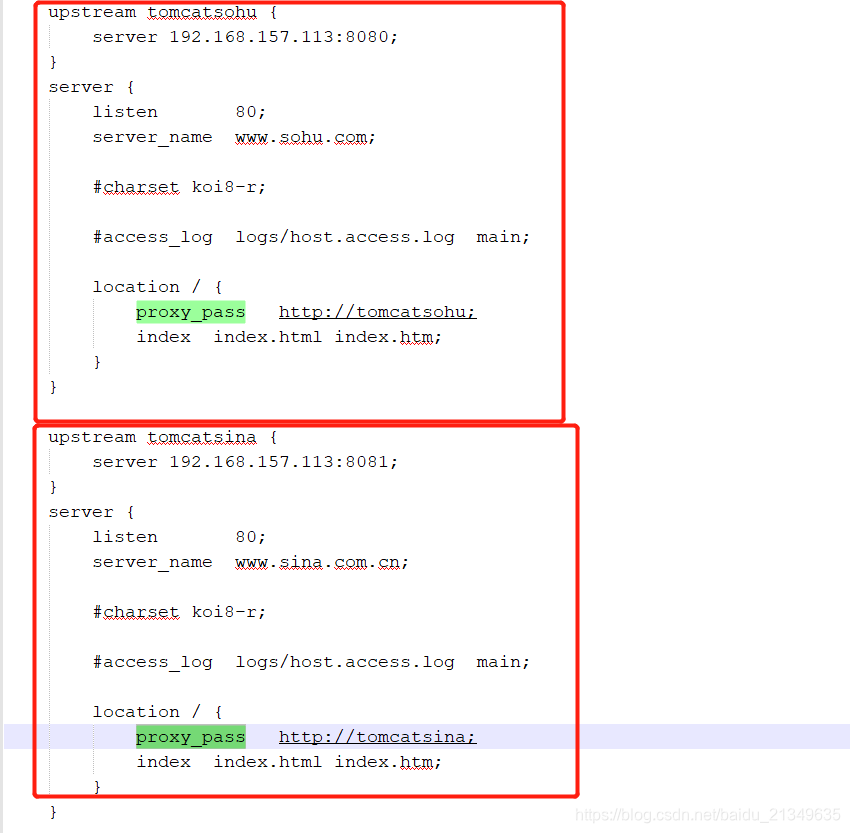 upstream tomcatsohu {
server 192.168.157.113:8080;
}
server {
listen 80;
server_name www.sohu.com;
#charset koi8-r;
#access_log logs/host.access.log main;
location / {
proxy_pass http://tomcatsohu;
index index.html index.htm;
}
}
upstream tomcatsina {
server 192.168.157.113:8081;
}
server {
listen 80;
server_name www.sina.com.cn;
#charset koi8-r;
#access_log logs/host.access.log main;
location / {
proxy_pass http://tomcatsina;
index index.html index.htm;
}
}
https://blog.csdn.net/baidu_21349635